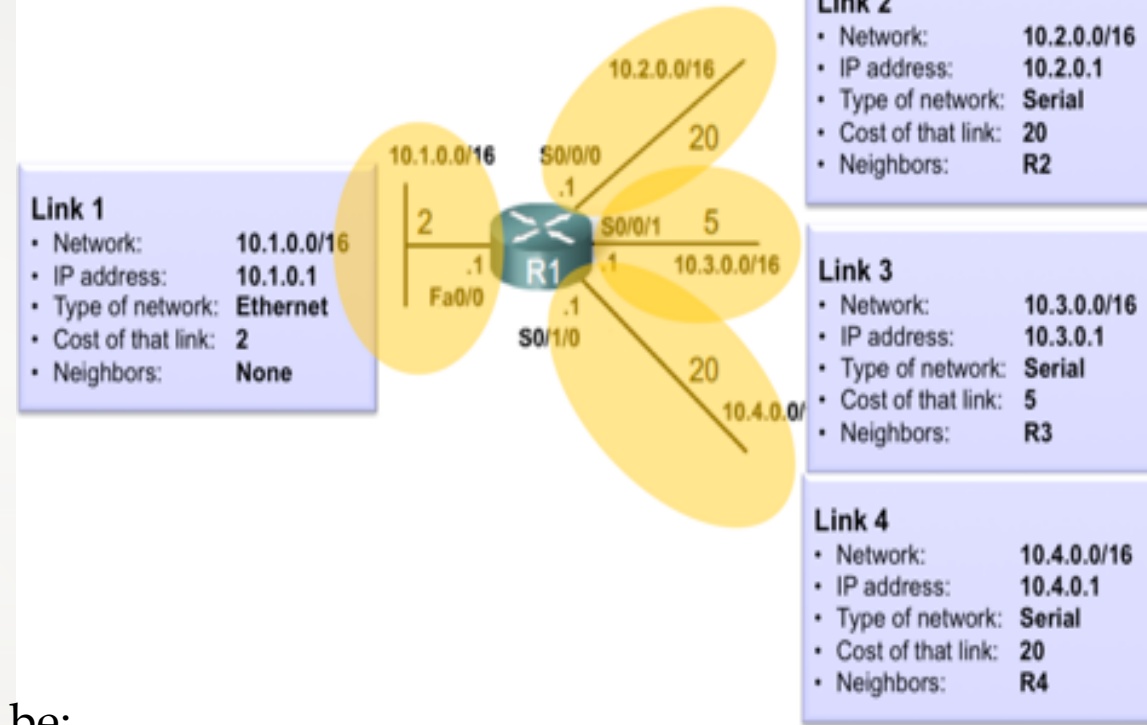 Link 2
• Network: 10.2.0.0/16
• IP address: 10.2.0.1
• Type of network: Serial
• Cost of that link: 20
• Neighbors: R2
10.2.0.0/16
20
10.1.0.0/16 S0/0/0
.1
Link 1
• Network: 10.1.0.0/16
• IP address: 10.1.0.1
• Type of network: Ethernet
• Cost of that link: 2
• Neighbors: None
2
.1
Fa0/0
R1
S0/0/1 5
.1 10.3.0.0/16
.1
S0/1/0
20
10.4.0.0/
Link 3
• Network: 10.3.0.0/16
• IP address: 10.3.0.1
• Type of network: Serial
• Cost of that link: 5
• Neighbors: R3
Link 4
• Network: 10.4.0.0/16
• IP address: 10.4.0.1
• Type of network: Serial
• Cost of that link: 20
• Neighbors: R4
be: